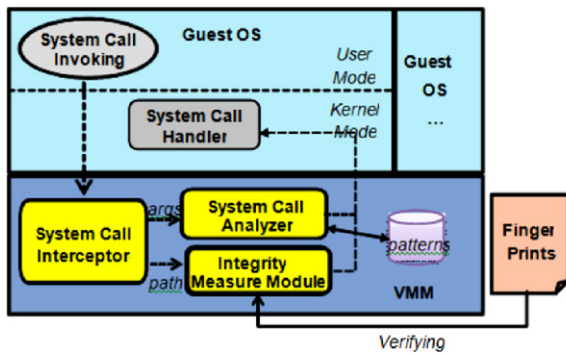 System Call
Invoking
Guest OS
User
Mode
Guest
OS
...
System Call
Handler
Kernel
Mode
System Call
Interceptor
args
path
System Call
Analyzer
Integrity
Measure Module
patterns
VMM
Finger
Prints
Verifying